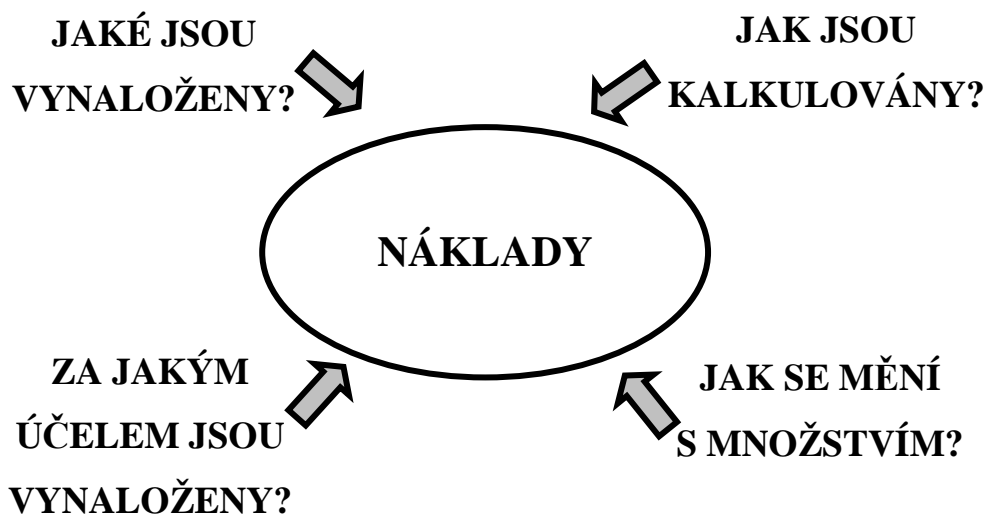 JAKÉ JSOU
VYNALOŽENY?
JAK JSOU
KALKULOVÁNY?
NÁKLADY
ZA JAKÝM
ÚČELEM JSOU
VYNALOŽENY?
JAK SE MĚNÍ
S MNOŽSTVÍM?